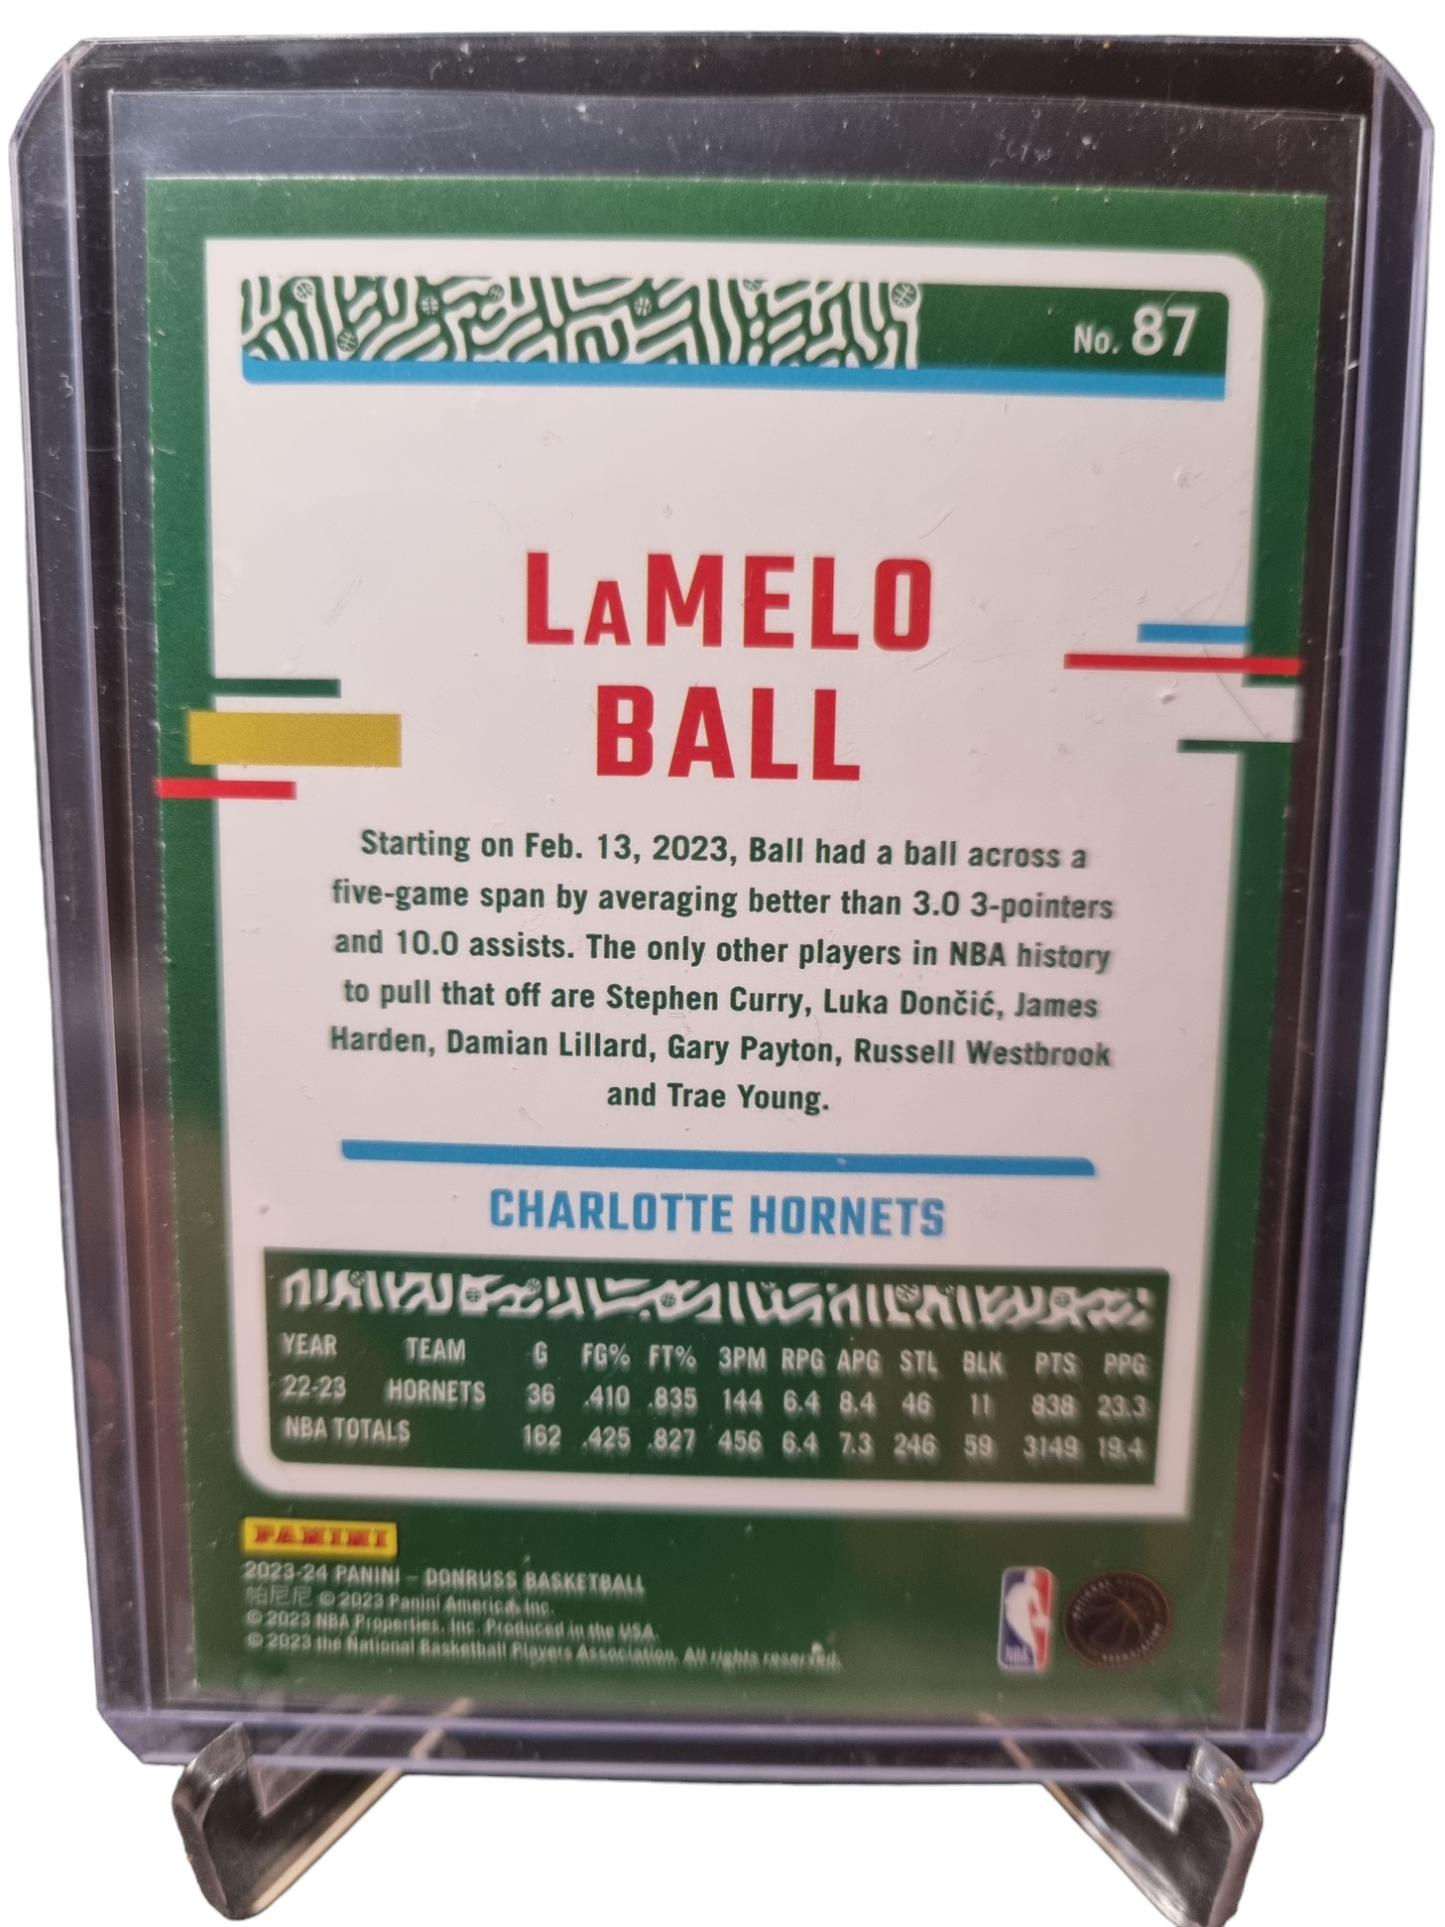 No. 87
LAMELO
BALL
Starting on Feb. 13, 2023, Ball had a ball across a
five-game span by averaging better than 3.0 3-pointers
and 10.0 assists. The only other players in NBA history
to pull that off are Stephen Curry, Luka Dončić, James
Harden, Damian Lillard, Gary Payton, Russell Westbrook
and Trae Young.
CHARLOTTE HORNETS
YEAR TEAM G FG% FT% 3PM RPG APG STL BLK PTS PPG
22-23 HORNETS 36 .410 .835 144 6.4 8.4 46 11 838 23.3
NBA TOTALS 162 .425 .827 456 6.4 7.3 246 59 3149 19.4
PANINI
2023-24 PANINI – DONRUSS BASKETBALL
帕尼尼 © 2023 Panini America, Inc.
© 2023 NBA Properties, Inc. Produced in the USA.
© 2023 the National Basketball Players Association. All rights reserved.
NBA